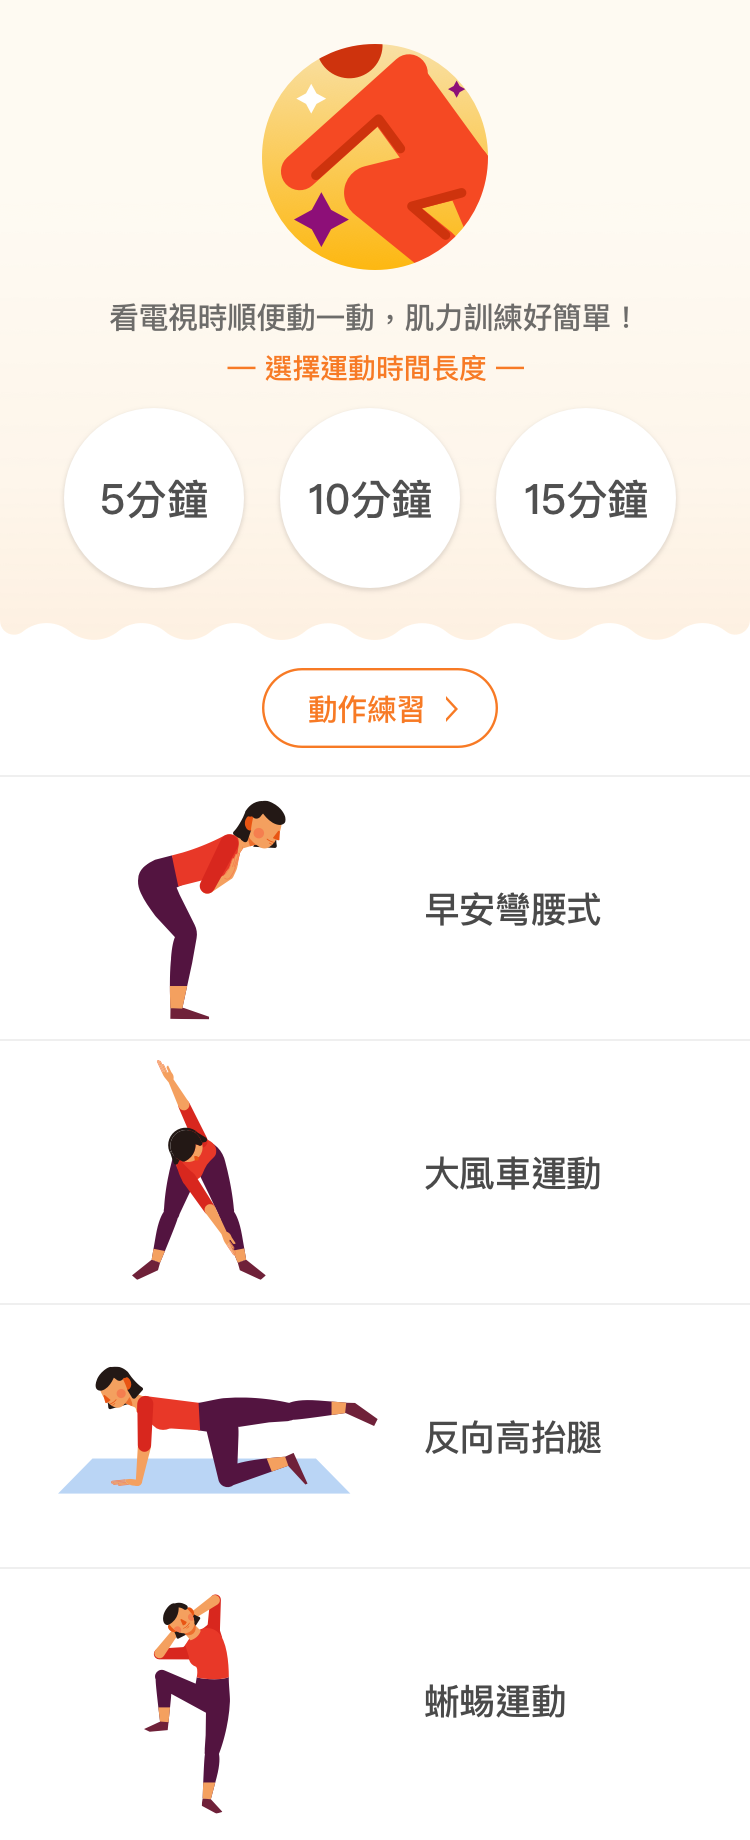 看電視時順便動一動，肌力訓練好簡單！
— 選擇運動時間長度 —
5分鐘
10分鐘
15分鐘
動作練習
早安彎腰式
大風車運動
反向高抬腿
蜥蜴運動